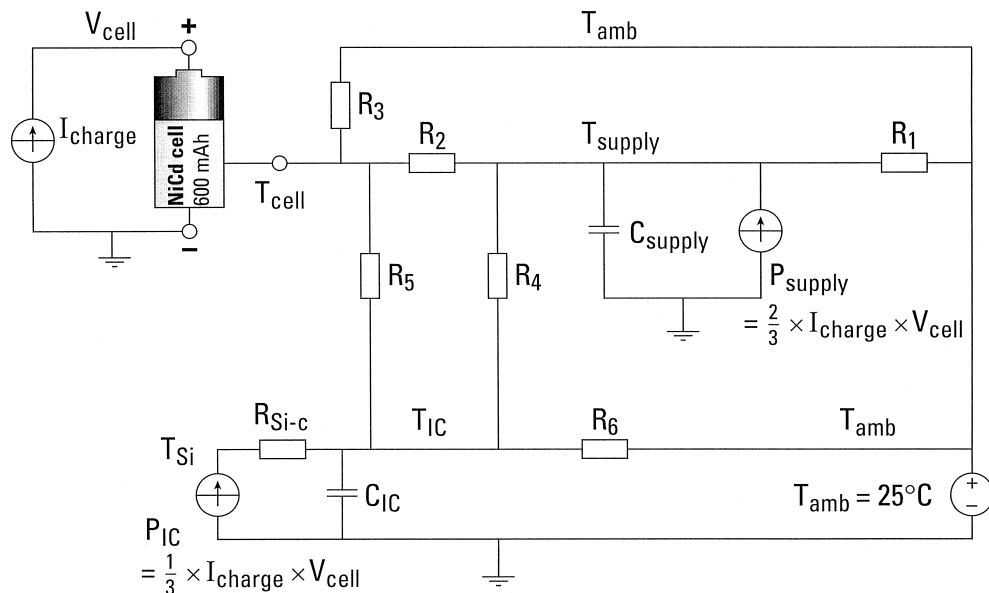 V_cell
+
I_charge
NiCd cell
600 mAh
−
T_cell
T_amb
R_3
R_2
T_supply
R_1
C_supply
P_supply
= 2/3 × I_charge × V_cell
R_5
R_4
R_Si-c
T_IC
R_6
T_amb
T_Si
C_IC
P_IC
= 1/3 × I_charge × V_cell
T_amb = 25°C
+
−